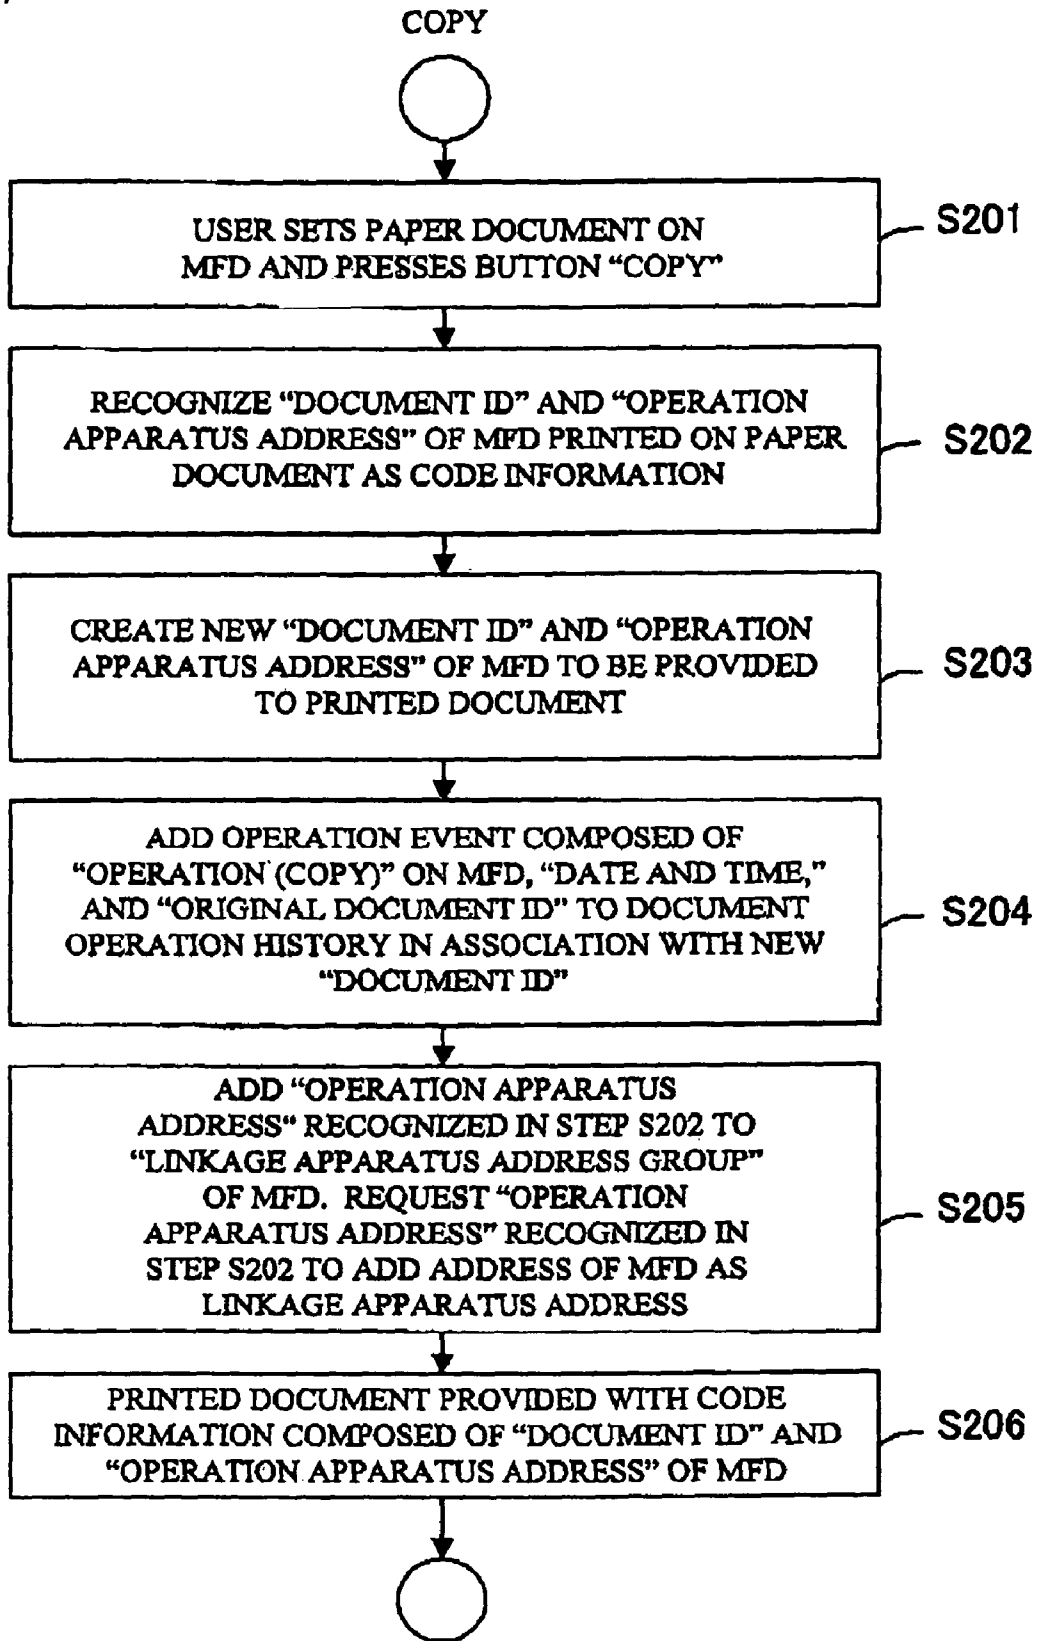 COPY
USER SETS PAPER DOCUMENT ON
MFD AND PRESSES BUTTON “COPY”
S201
RECOGNIZE “DOCUMENT ID” AND “OPERATION
APPARATUS ADDRESS” OF MFD PRINTED ON PAPER
DOCUMENT AS CODE INFORMATION
S202
CREATE NEW “DOCUMENT ID” AND “OPERATION
APPARATUS ADDRESS” OF MFD TO BE PROVIDED
TO PRINTED DOCUMENT
S203
ADD OPERATION EVENT COMPOSED OF
“OPERATION (COPY)” ON MFD, “DATE AND TIME,”
AND “ORIGINAL DOCUMENT ID” TO DOCUMENT
OPERATION HISTORY IN ASSOCIATION WITH NEW
“DOCUMENT ID”
S204
ADD “OPERATION APPARATUS
ADDRESS“ RECOGNIZED IN STEP S202 TO
“LINKAGE APPARATUS ADDRESS GROUP”
OF MFD. REQUEST “OPERATION
APPARATUS ADDRESS” RECOGNIZED IN
STEP S202 TO ADD ADDRESS OF MFD AS
LINKAGE APPARATUS ADDRESS
S205
PRINTED DOCUMENT PROVIDED WITH CODE
INFORMATION COMPOSED OF “DOCUMENT ID” AND
“OPERATION APPARATUS ADDRESS” OF MFD
S206